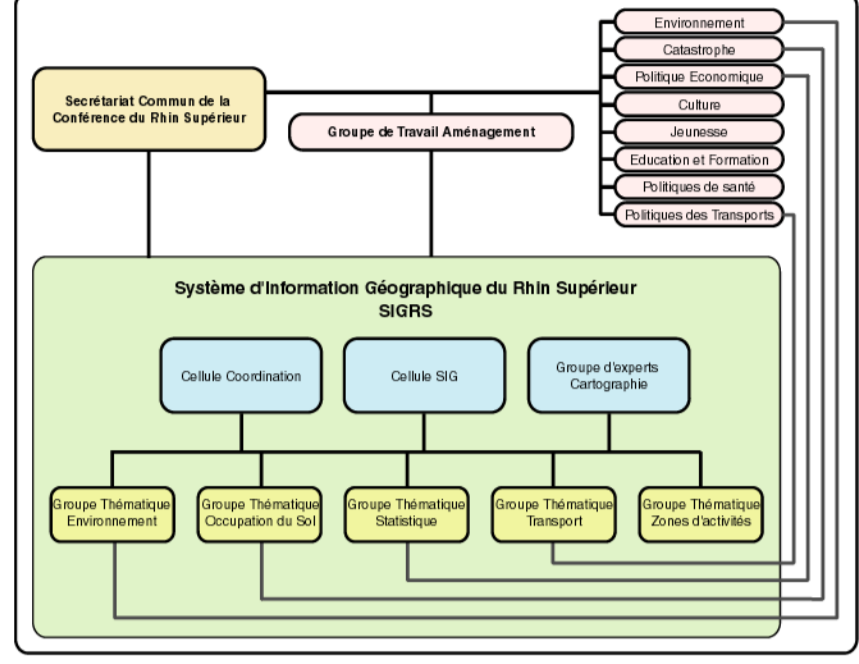 Environnement
Catastrophe
Politique Economique
Culture
Jeunesse
Education et Formation
Politiques de santé
Politiques des Transports
Secrétariat Commun de la
Conférence du Rhin Supérieur
Groupe de Travail Aménagement
Système d'Information Géographique du Rhin Supérieur
SIGRS
Cellule Coordination
Cellule SIG
Groupe d'experts
Cartographie
Groupe Thématique
Environnement
Groupe Thématique
Occupation du Sol
Groupe Thématique
Statistique
Groupe Thématique
Transport
Groupe Thématique
Zones d'activités